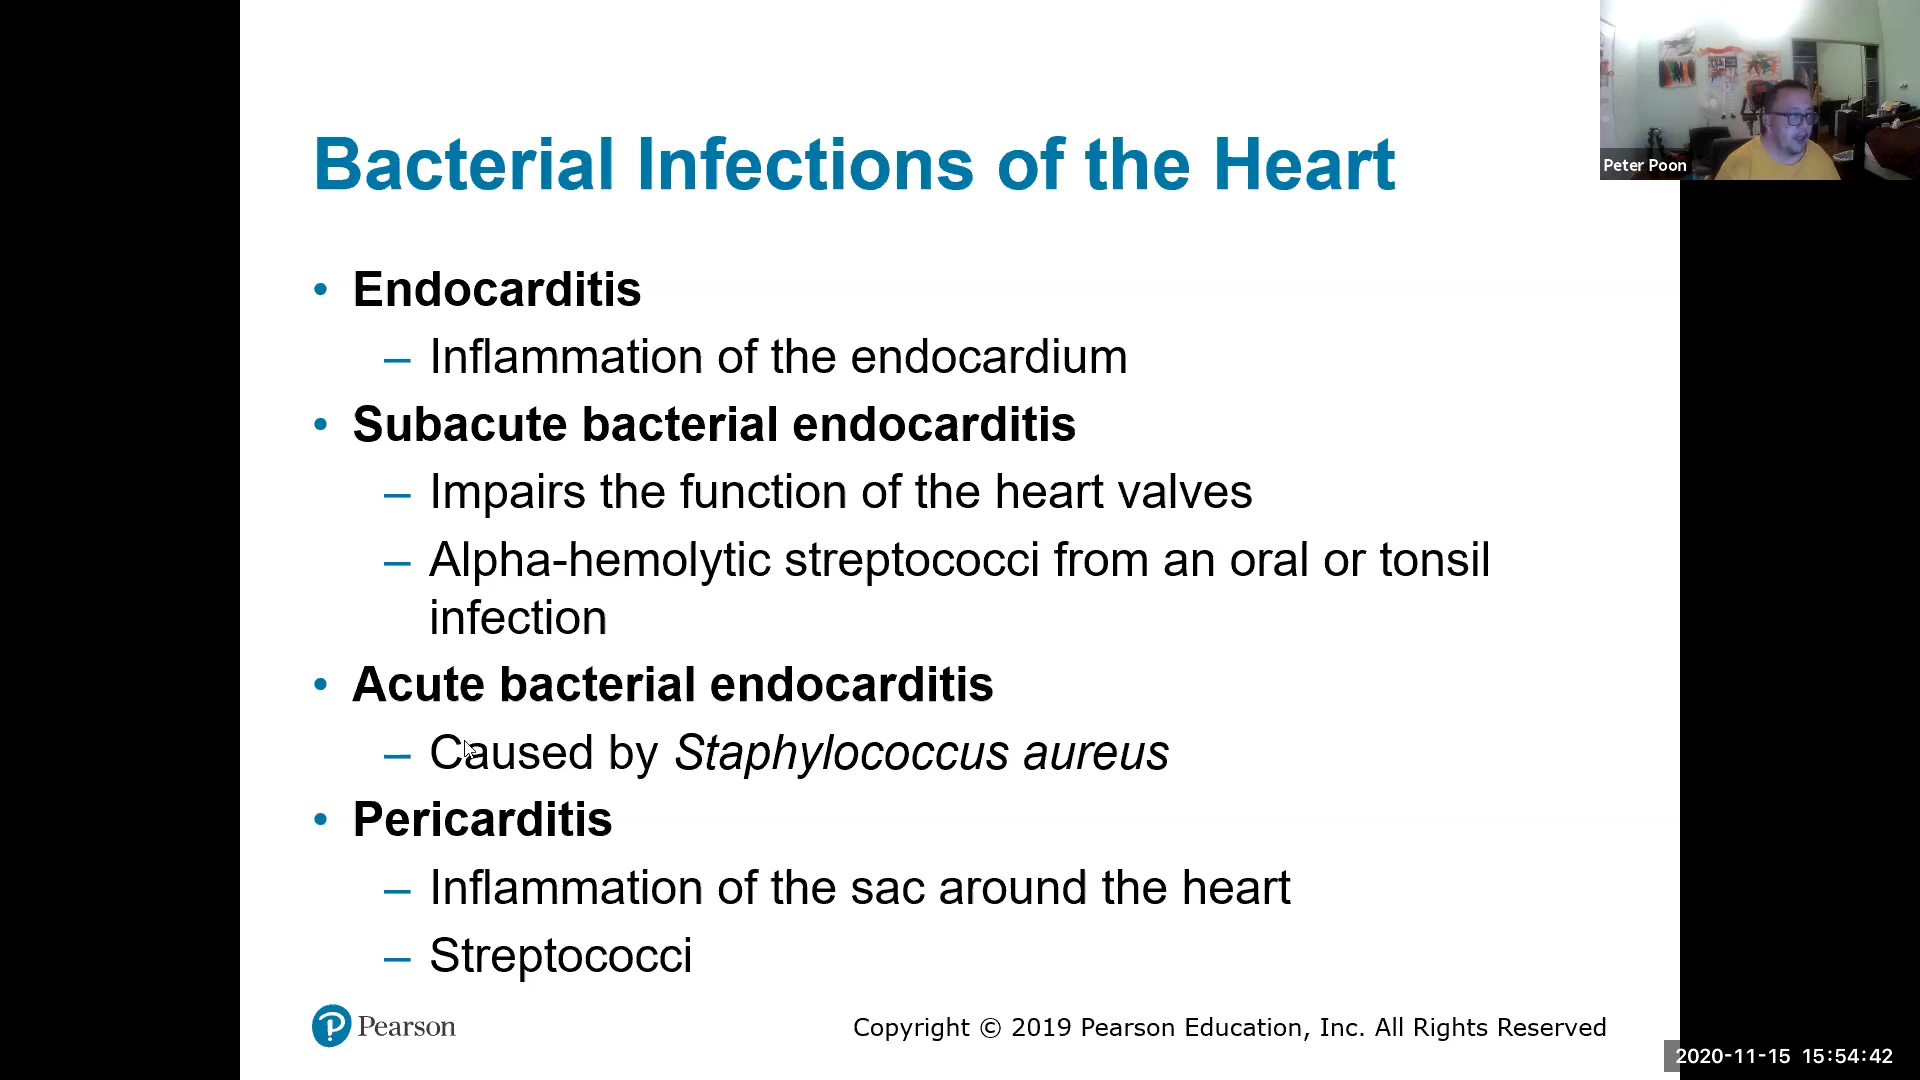 Bacterial Infections of the Heart
Peter Poon
• Endocarditis
– Inflammation of the endocardium
• Subacute bacterial endocarditis
– Impairs the function of the heart valves
– Alpha-hemolytic streptococci from an oral or tonsil
infection
• Acute bacterial endocarditis
– Caused by Staphylococcus aureus
• Pericarditis
– Inflammation of the sac around the heart
– Streptococci
Pearson
Copyright © 2019 Pearson Education, Inc. All Rights Reserved
2020-11-15 15:54:42